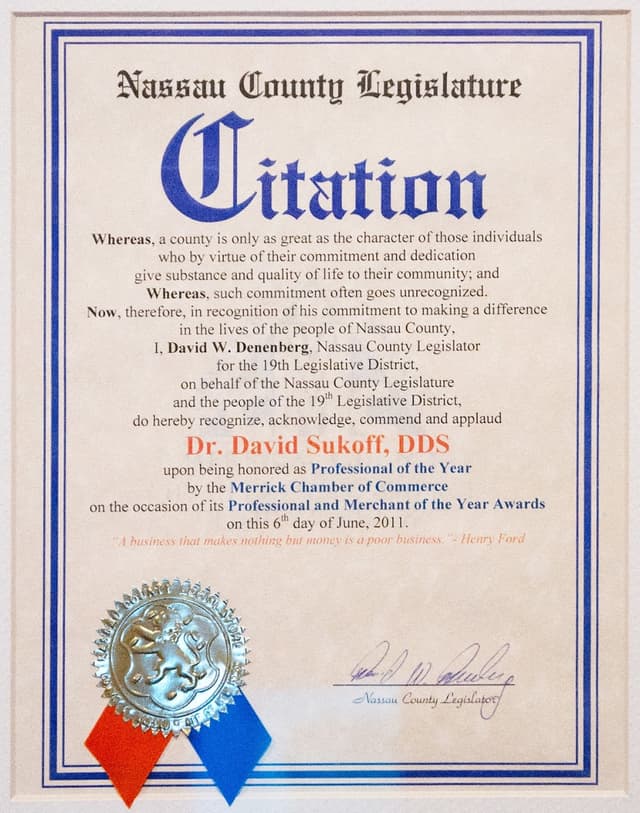 Nassau County Legislature
Citation
Whereas, a county is only as great as the character of those individuals
who by virtue of their commitment and dedication
give substance and quality of life to their community; and
Whereas, such commitment often goes unrecognized.
Now, therefore, in recognition of his commitment to making a difference
in the lives of the people of Nassau County,
I, David W. Denenberg, Nassau County Legislator
for the 19th Legislative District,
on behalf of the Nassau County Legislature
and the people of the 19th Legislative District,
do hereby recognize, acknowledge, commend and applaud
Dr. David Sukoff, DDS
upon being honored as Professional of the Year
by the Merrick Chamber of Commerce
on the occasion of its Professional and Merchant of the Year Awards
on this 6th day of June, 2011.
"A business that makes nothing but money is a poor business."- Henry Ford
Nassau County Legislator